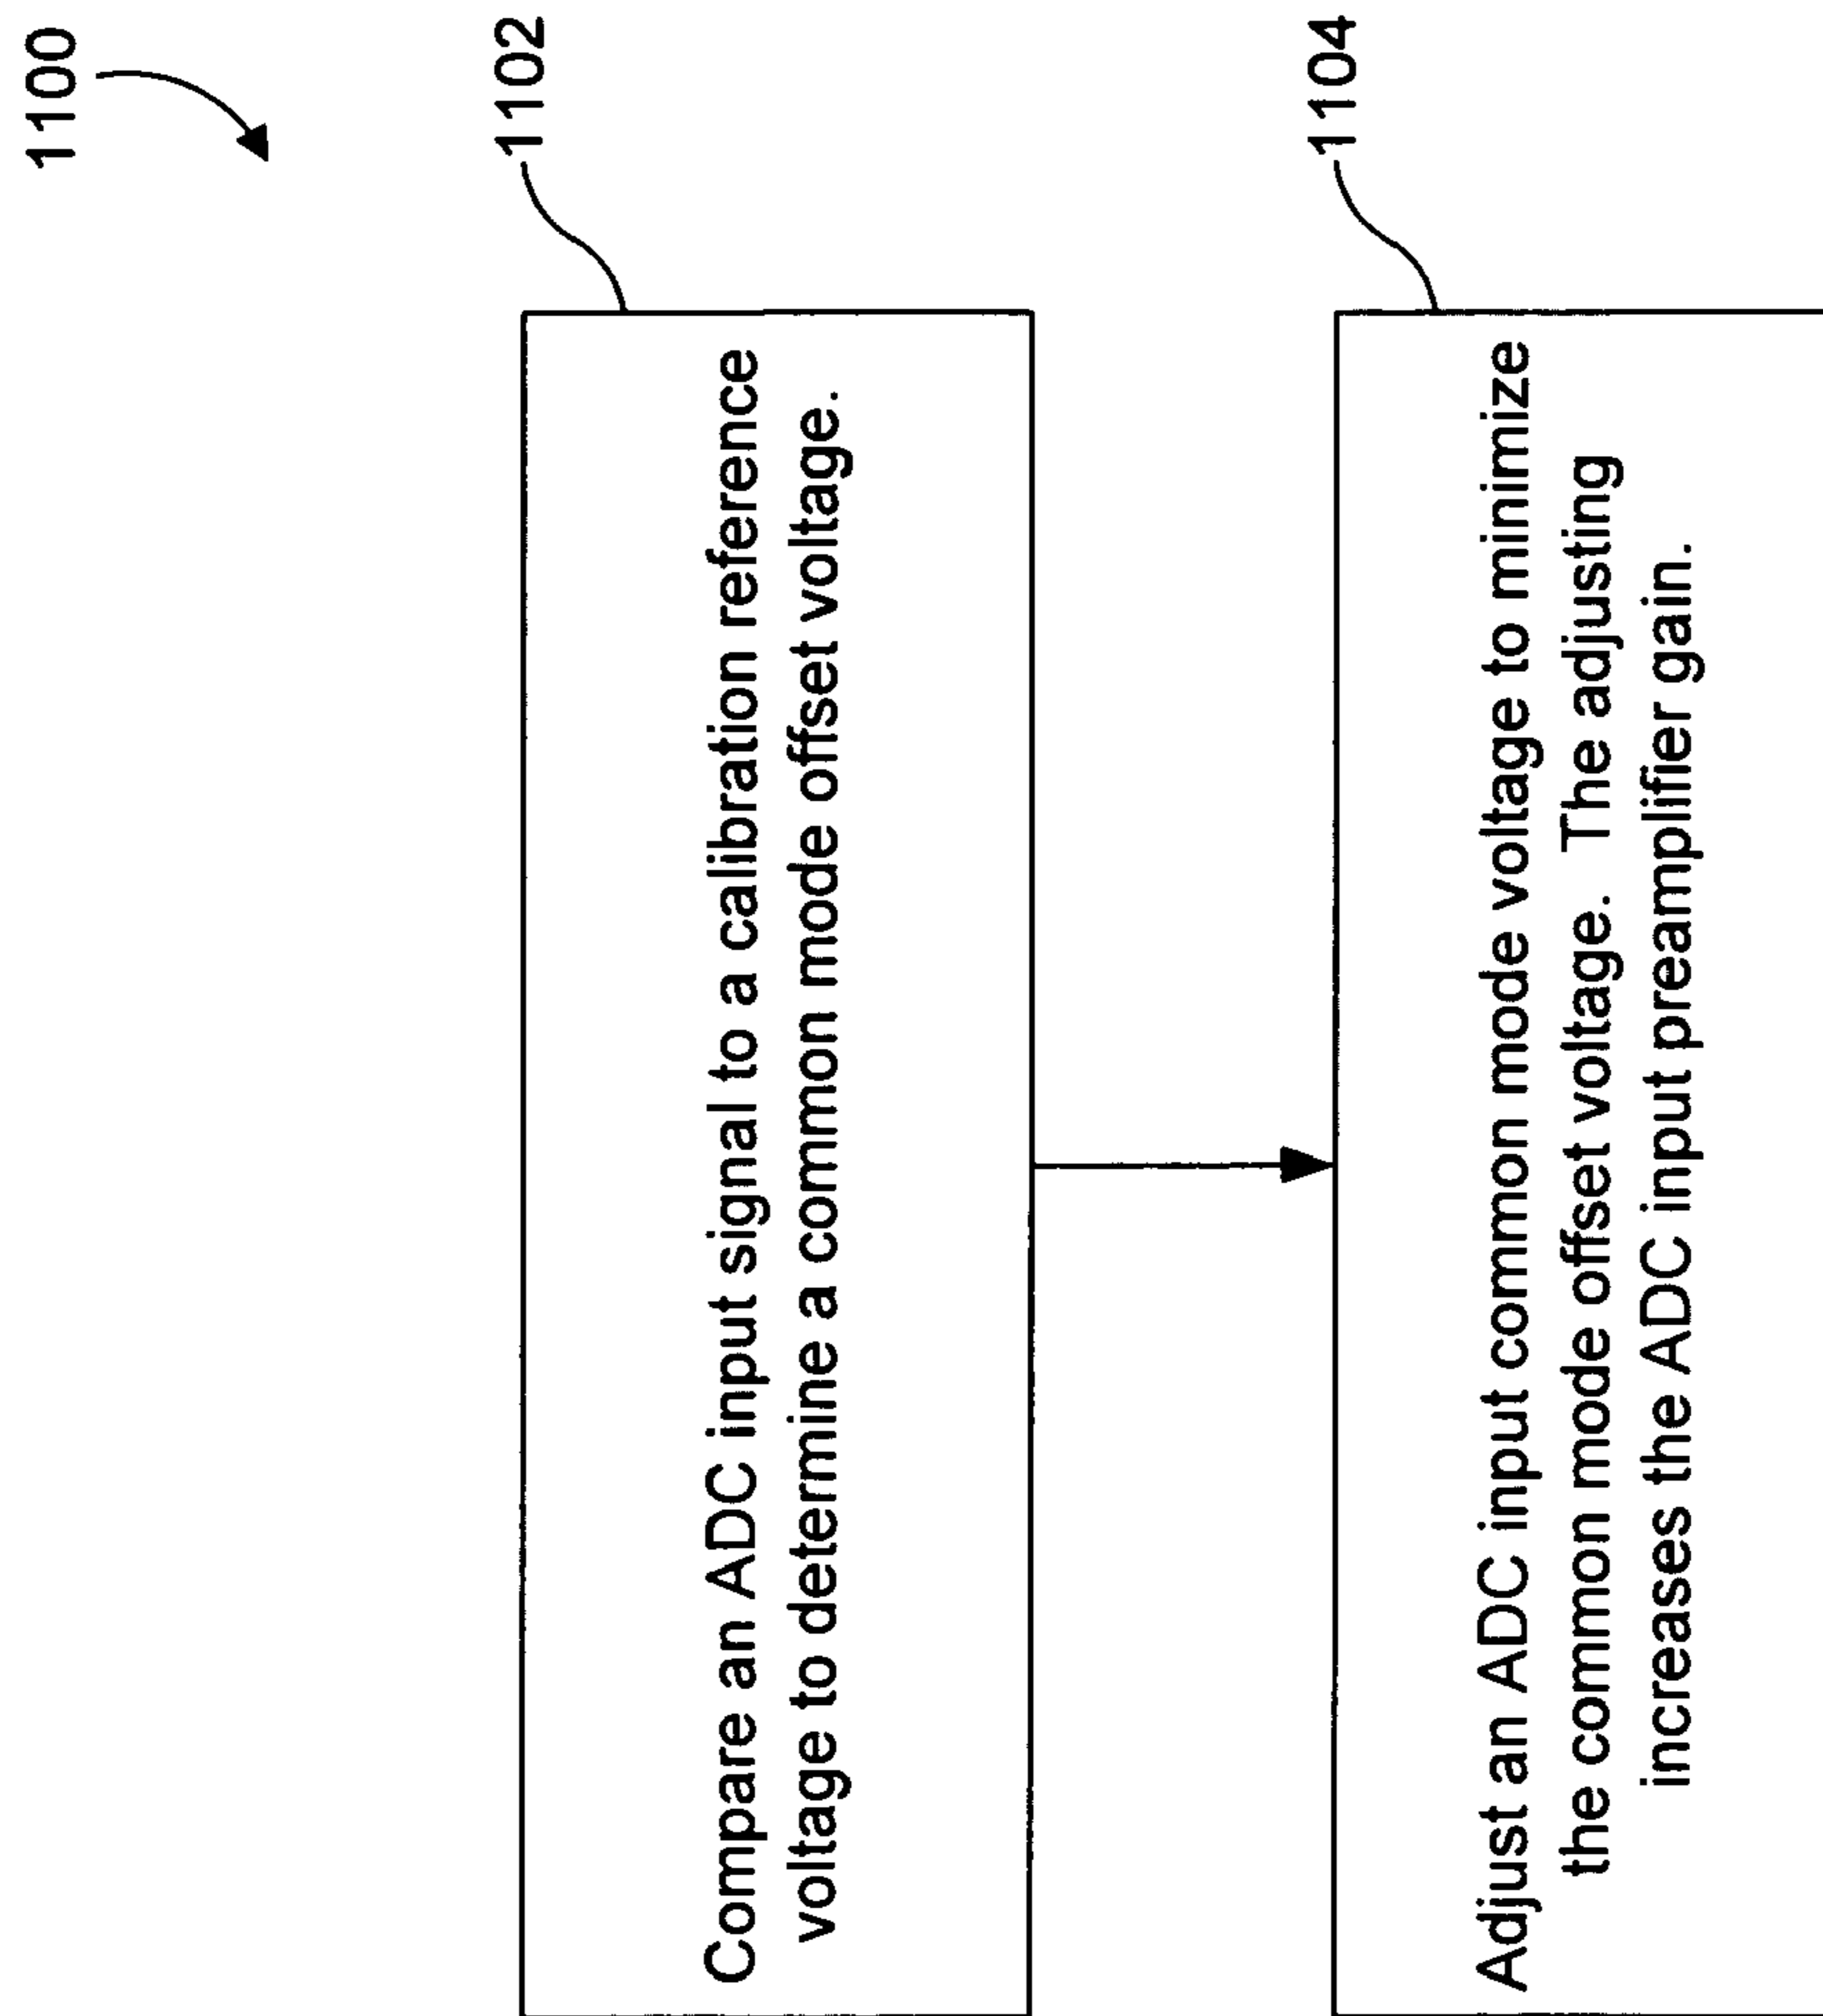 1100
1102
Compare an ADC input signal to a calibration reference
voltage to determine a common mode offset voltage.
1104
Adjust an ADC input common mode voltage to minimize
the common mode offset voltage. The adjusting
increases the ADC input preamplifier gain.